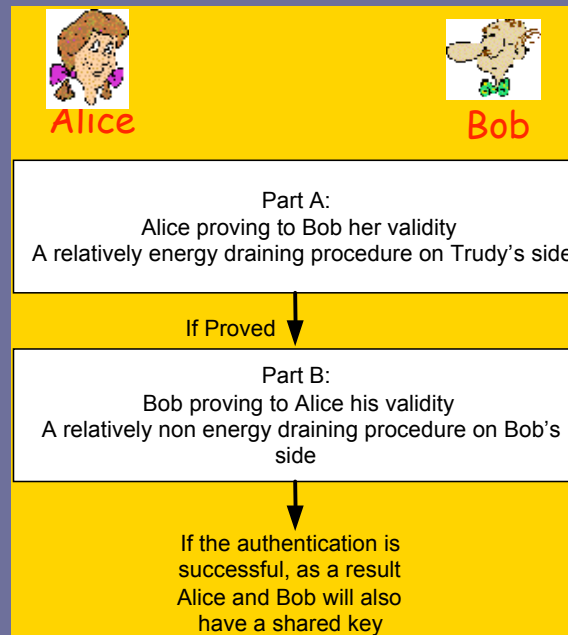 Alice
Bob
Part A:
Alice proving to Bob her validity
A relatively energy draining procedure on Trudy's side
If Proved
Part B:
Bob proving to Alice his validity
A relatively non energy draining procedure on Bob's
side
If the authentication is
successful, as a result
Alice and Bob will also
have a shared key